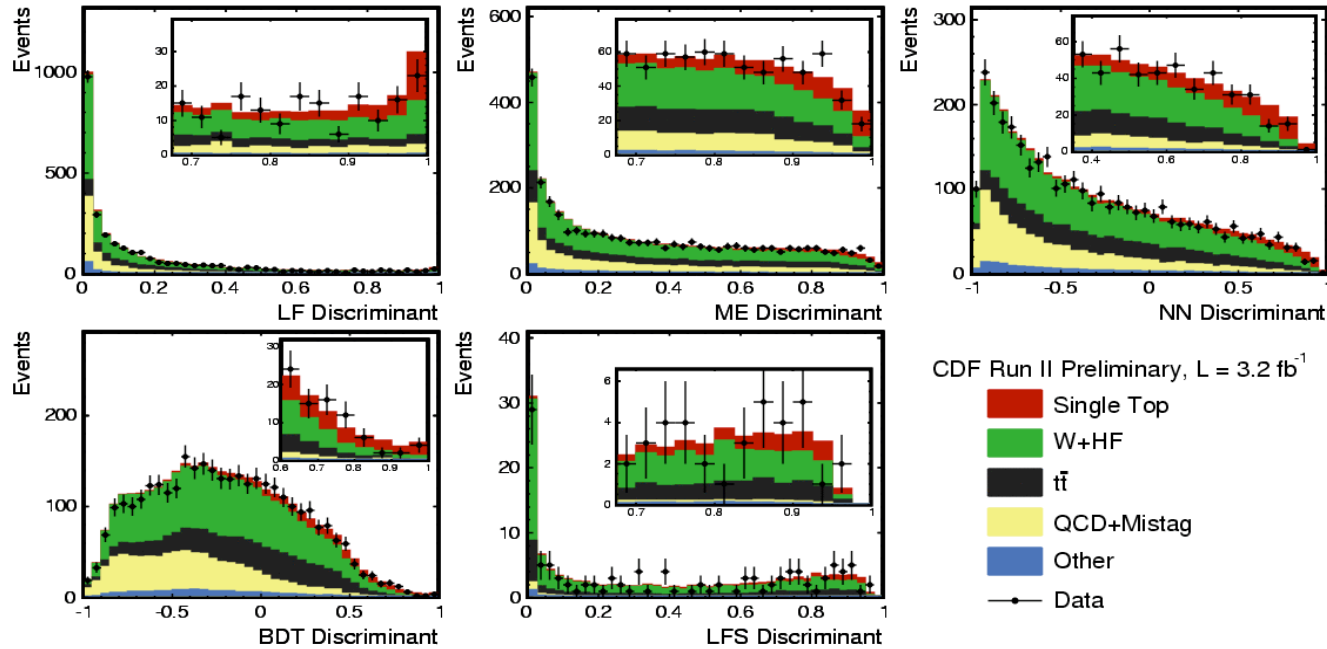 Events
1000
500
0
0 0.2 0.4 0.6 0.8 1
LF Discriminant
30
20
10
0
0.7 0.8 0.9 1
Events
600
400
200
0
0 0.2 0.4 0.6 0.8 1
ME Discriminant
60
40
20
0
0.7 0.8 0.9 1
Events
300
200
100
0
-1 -0.5 0 0.5 1
NN Discriminant
60
40
20
0
0.4 0.6 0.8 1
Events
200
100
0
-1 -0.5 0 0.5 1
BDT Discriminant
30
20
10
0
0.6 0.7 0.8 0.9 1
Events
40
30
20
10
0
0 0.2 0.4 0.6 0.8 1
LFS Discriminant
6
4
2
0
0.7 0.8 0.9 1
CDF Run II Preliminary, L = 3.2 fb⁻¹
Single Top
W+HF
tt̄
QCD+Mistag
Other
Data